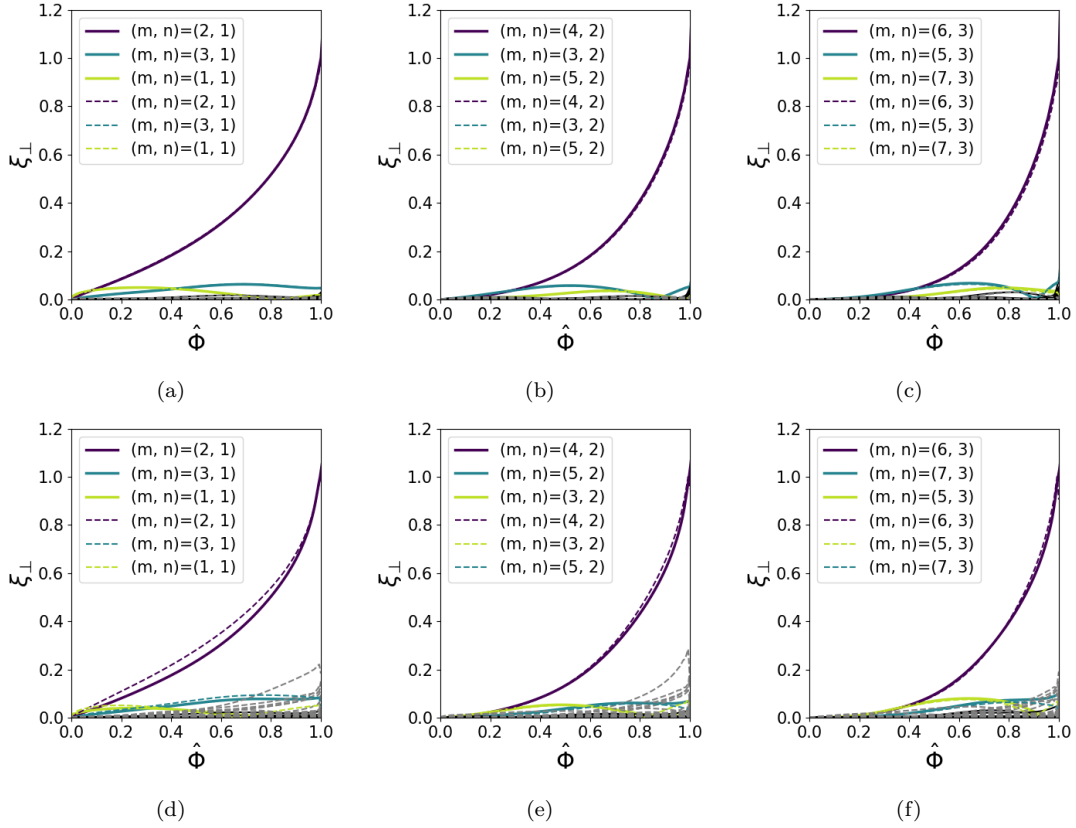 1.2
1.0
0.8
0.6
0.4
0.2
0.0
ξ⊥
(m, n)=(2, 1)
(m, n)=(3, 1)
(m, n)=(1, 1)
(m, n)=(2, 1)
(m, n)=(3, 1)
(m, n)=(1, 1)
0.0 0.2 0.4 0.6 0.8 1.0
Φ̂
(a)
1.2
1.0
0.8
0.6
0.4
0.2
0.0
ξ⊥
(m, n)=(4, 2)
(m, n)=(3, 2)
(m, n)=(5, 2)
(m, n)=(4, 2)
(m, n)=(3, 2)
(m, n)=(5, 2)
0.0 0.2 0.4 0.6 0.8 1.0
Φ̂
(b)
1.2
1.0
0.8
0.6
0.4
0.2
0.0
ξ⊥
(m, n)=(6, 3)
(m, n)=(5, 3)
(m, n)=(7, 3)
(m, n)=(6, 3)
(m, n)=(5, 3)
(m, n)=(7, 3)
0.0 0.2 0.4 0.6 0.8 1.0
Φ̂
(c)
1.2
1.0
0.8
0.6
0.4
0.2
0.0
ξ⊥
(m, n)=(2, 1)
(m, n)=(3, 1)
(m, n)=(1, 1)
(m, n)=(2, 1)
(m, n)=(3, 1)
(m, n)=(1, 1)
0.0 0.2 0.4 0.6 0.8 1.0
Φ̂
(d)
1.2
1.0
0.8
0.6
0.4
0.2
0.0
ξ⊥
(m, n)=(4, 2)
(m, n)=(5, 2)
(m, n)=(3, 2)
(m, n)=(4, 2)
(m, n)=(3, 2)
(m, n)=(5, 2)
0.0 0.2 0.4 0.6 0.8 1.0
Φ̂
(e)
1.2
1.0
0.8
0.6
0.4
0.2
0.0
ξ⊥
(m, n)=(6, 3)
(m, n)=(7, 3)
(m, n)=(5, 3)
(m, n)=(6, 3)
(m, n)=(5, 3)
(m, n)=(7, 3)
0.0 0.2 0.4 0.6 0.8 1.0
Φ̂
(f)